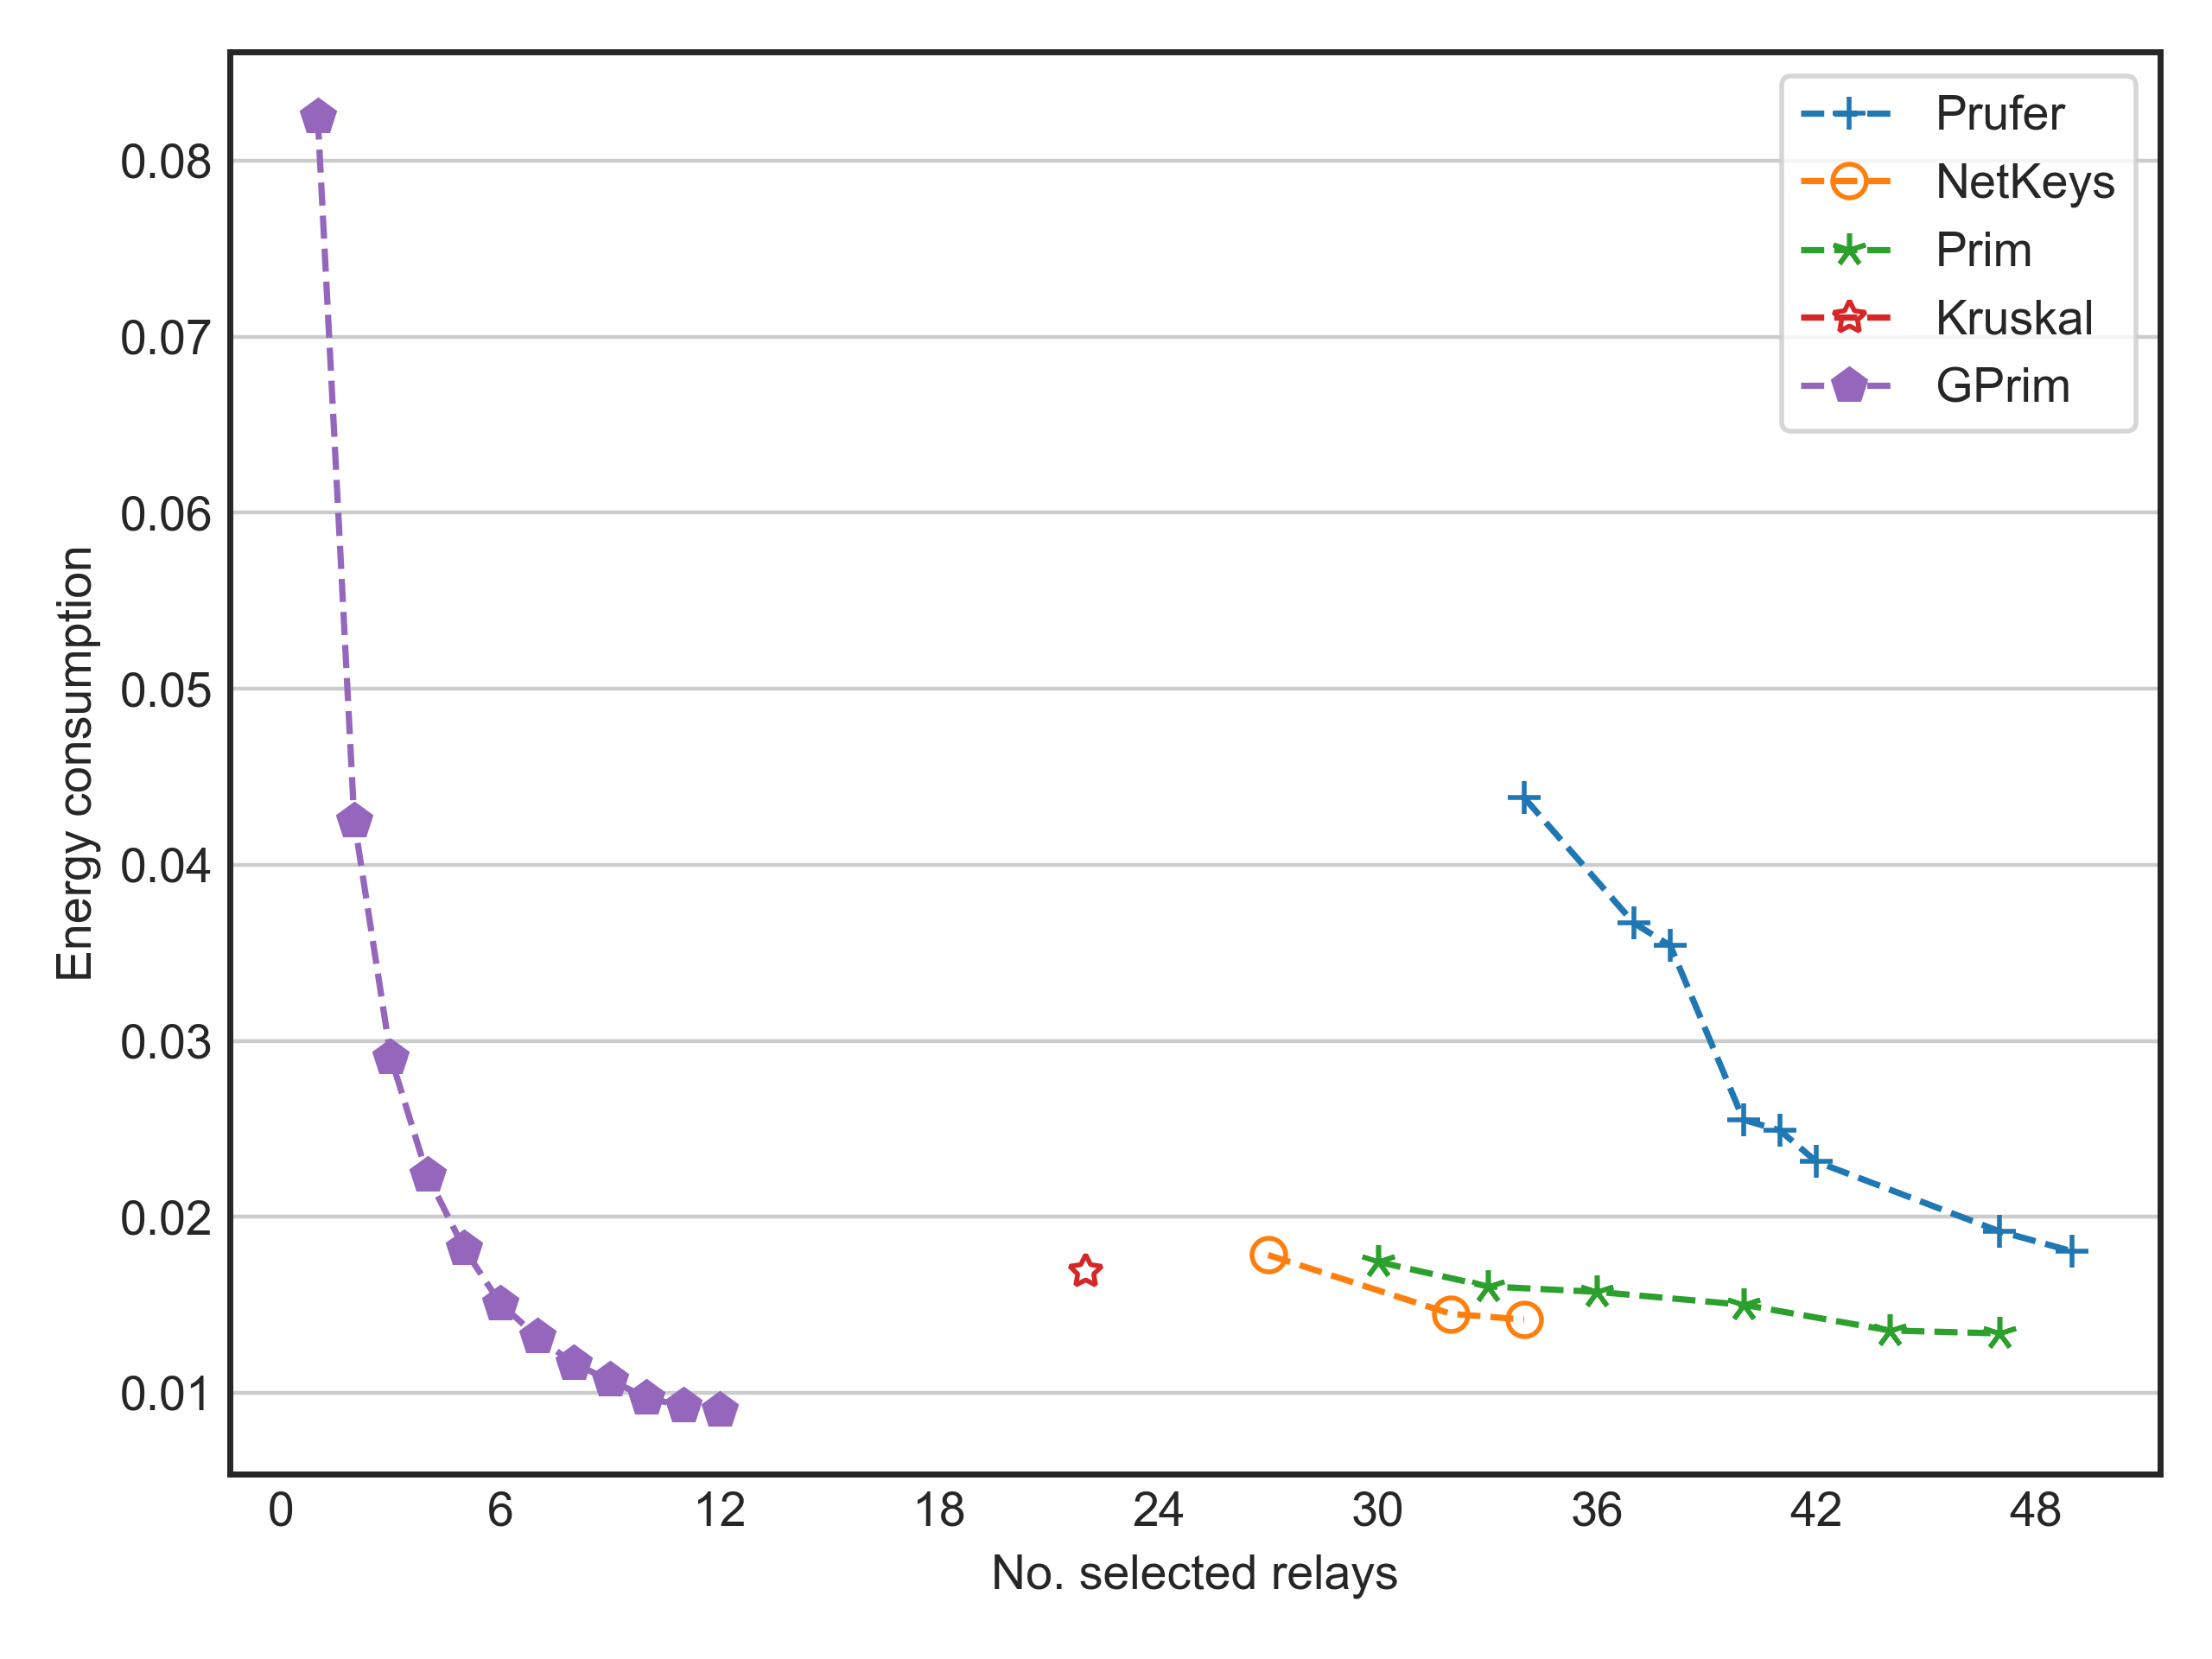 Prufer
NetKeys
Prim
Kruskal
GPrim
0.08
0.07
0.06
0.05
0.04
0.03
0.02
0.01
Energy consumption
0 6 12 18 24 30 36 42 48
No. selected relays